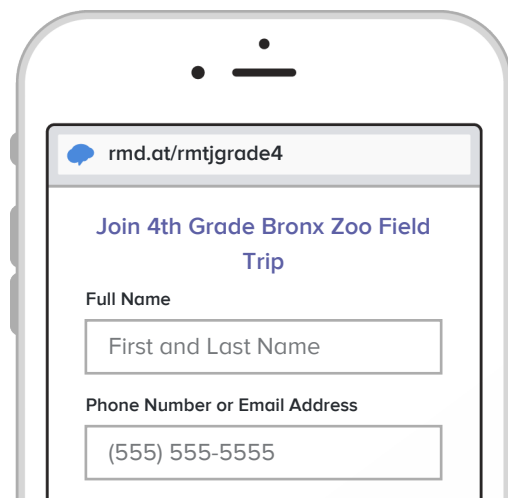 rmd.at/rmtjgrade4
Join 4th Grade Bronx Zoo Field
Trip
Full Name
First and Last Name
Phone Number or Email Address
(555) 555-5555